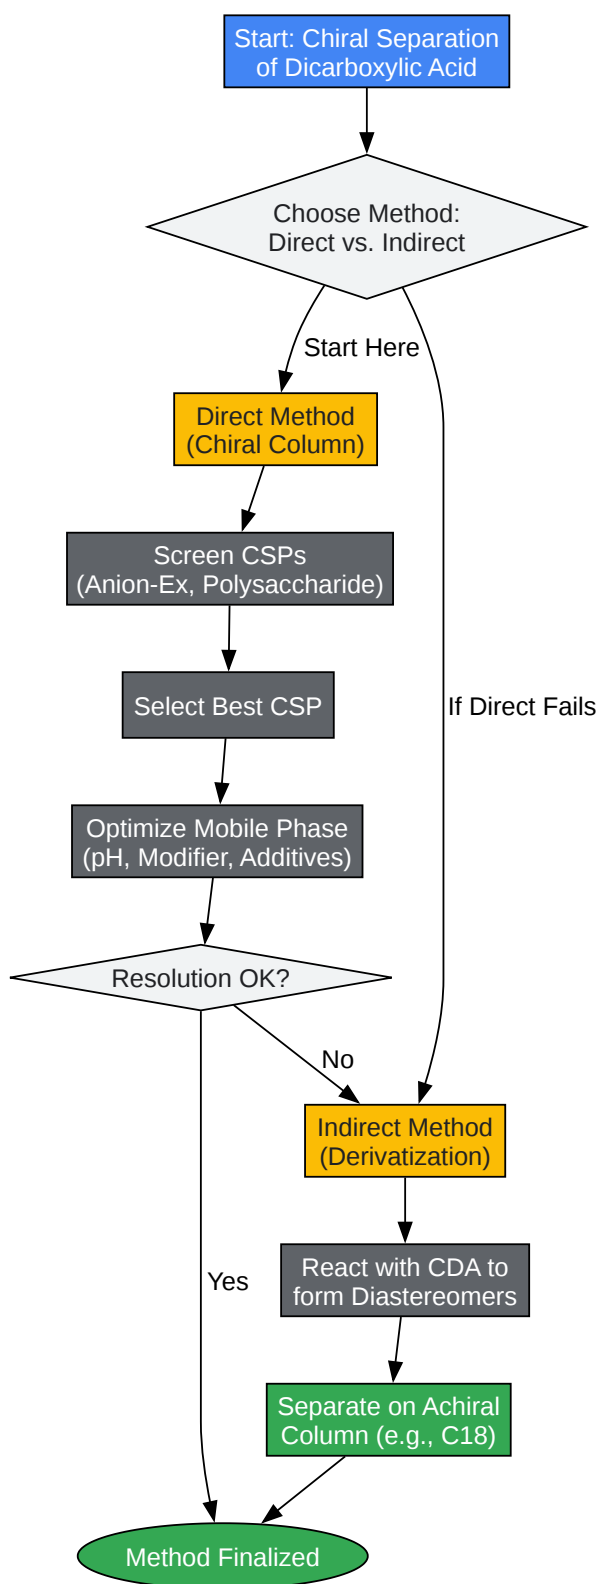 Start: Chiral Separation
of Dicarboxylic Acid
Choose Method:
Direct vs. Indirect
Start Here
Direct Method
(Chiral Column)
Screen CSPs
(Anion-Ex, Polysaccharide)
Select Best CSP
If Direct Fails
Optimize Mobile Phase
(pH, Modifier, Additives)
Resolution OK?
No
Indirect Method
(Derivatization)
React with CDA to
form Diastereomers
Yes
Separate on Achiral
Column (e.g., C18)
Method Finalized